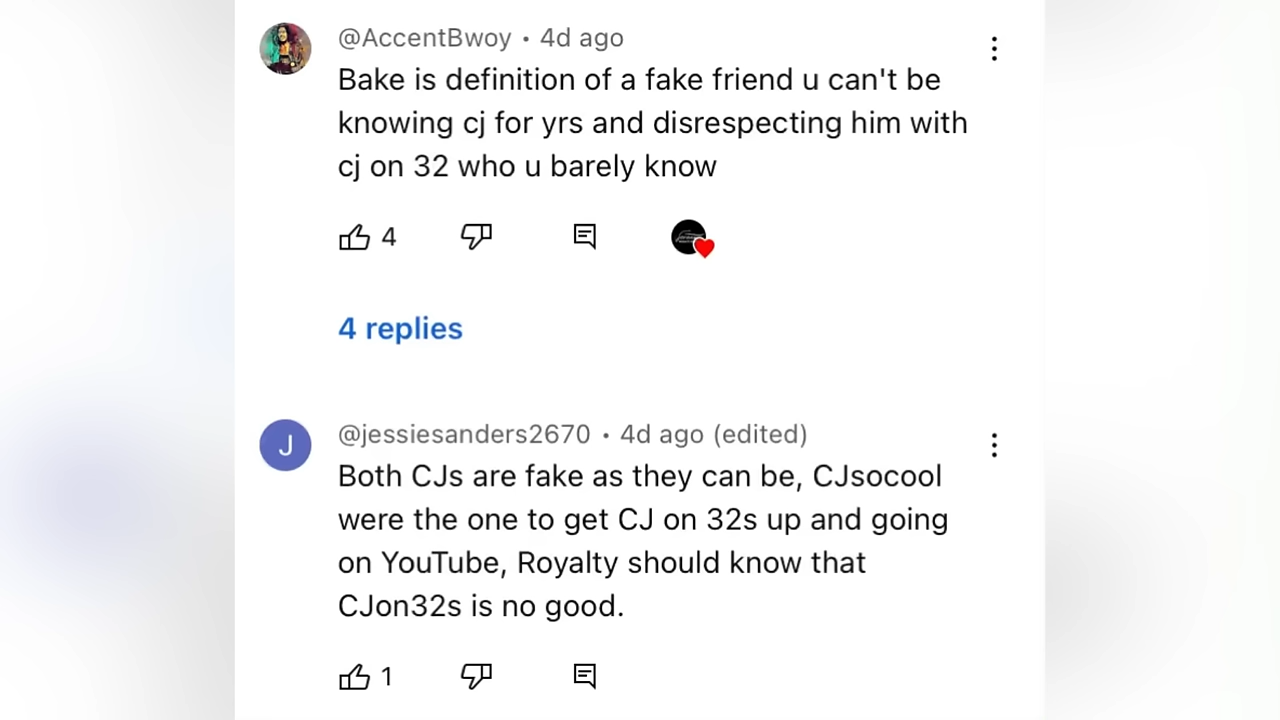 @AccentBwoy • 4d ago
Bake is definition of a fake friend u can't be
knowing cj for yrs and disrespecting him with
cj on 32 who u barely know
4
4 replies
J
@jessiesanders2670 • 4d ago (edited)
Both CJs are fake as they can be, CJsocool
were the one to get CJ on 32s up and going
on YouTube, Royalty should know that
CJon32s is no good.
1